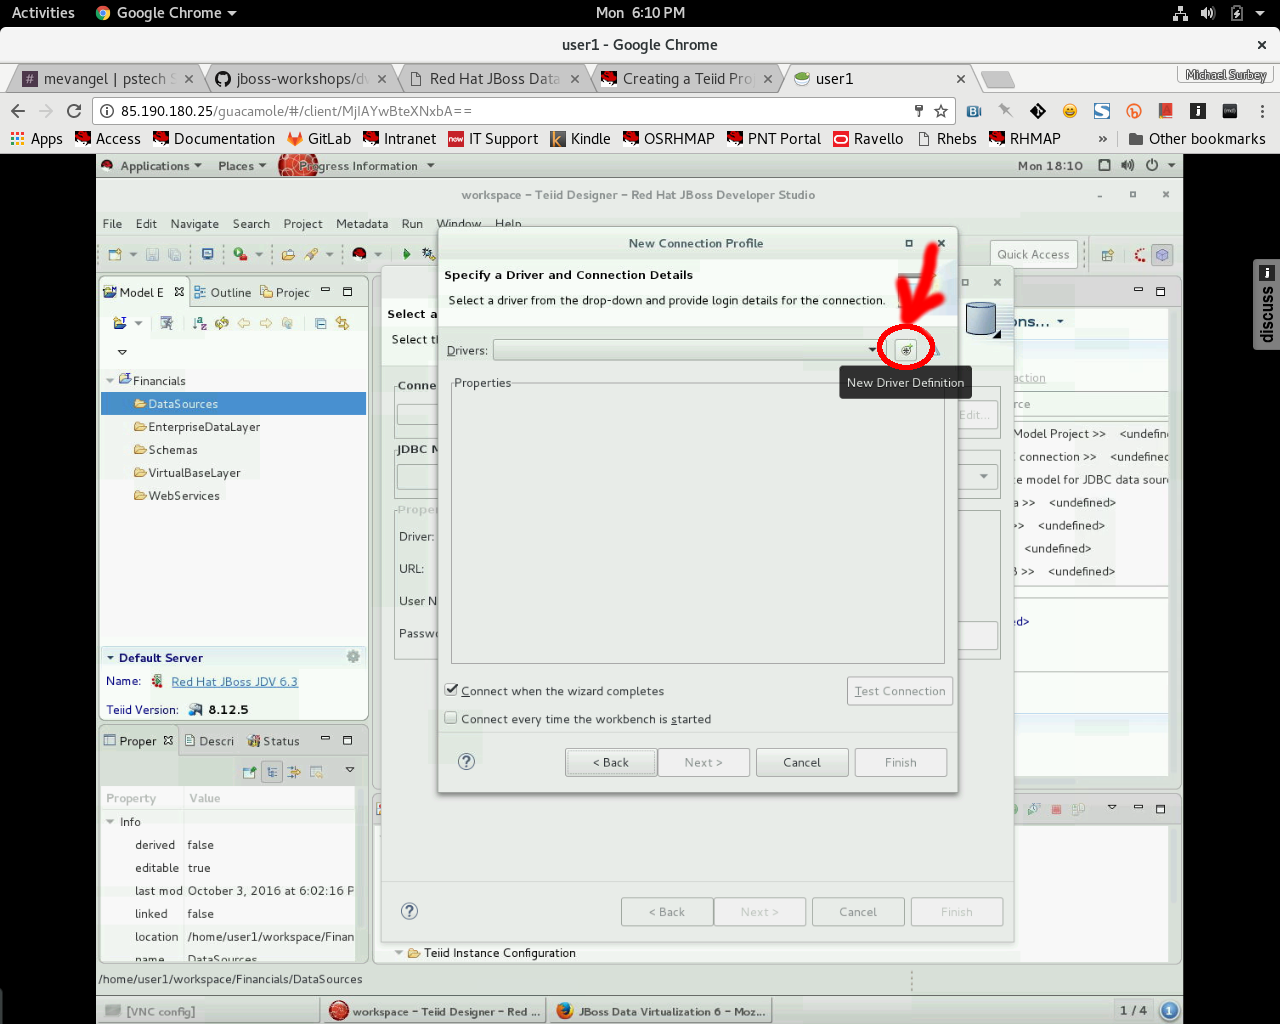 Activities Google Chrome Mon 6:10 PM
user1 - Google Chrome
mevangel | pstech
jboss-workshops/dv
Red Hat JBoss Data
Creating a Teiid Pro
user1
Michael Surbey
85.190.180.25/guacamole/#/client/MjIAYwBteXNxbA==
Apps Access Documentation GitLab Intranet IT Support Kindle OSRHMAP PNT Portal Ravello Rhebs RHMAP » Other bookmarks
Applications Places Progress Information Mon 18:10
workspace - Teiid Designer - Red Hat JBoss Developer Studio
File Edit Navigate Search Project Metadata Run Window Help
Quick Access
New Connection Profile
Specify a Driver and Connection Details
Select a driver from the drop-down and provide login details for the connection.
Drivers:
New Driver Definition
Properties
Connect when the wizard completes
Test Connection
Connect every time the workbench is started
< Back Next > Cancel Finish
Model E Outline Projec
Financials
DataSources
EnterpriseDataLayer
Schemas
VirtualBaseLayer
WebServices
Default Server
Name: Red Hat JBoss JDV 6.3
Teiid Version: 8.12.5
Proper Descri Status
Property Value
Info
derived false
editable true
last mod October 3, 2016 at 6:02:16 P
linked false
location /home/user1/workspace/Finan
name DataSources
Select a
Select t
Conne
Edit...
JDBC M
Proper
Driver:
URL:
User N
Passwo
< Back Next > Cancel Finish
ons...
action
rce
Model Project >> <undefin
connection >> <undefined
e model for JDBC data sour
a >> <undefined>
>> <undefined>
<undefined>
B >> <undefined>
ed>
discuss
Teiid Instance Configuration
/home/user1/workspace/Financials/DataSources
[VNC config] workspace - Teiid Designer - Red ... JBoss Data Virtualization 6 - Moz... 1 / 4 1